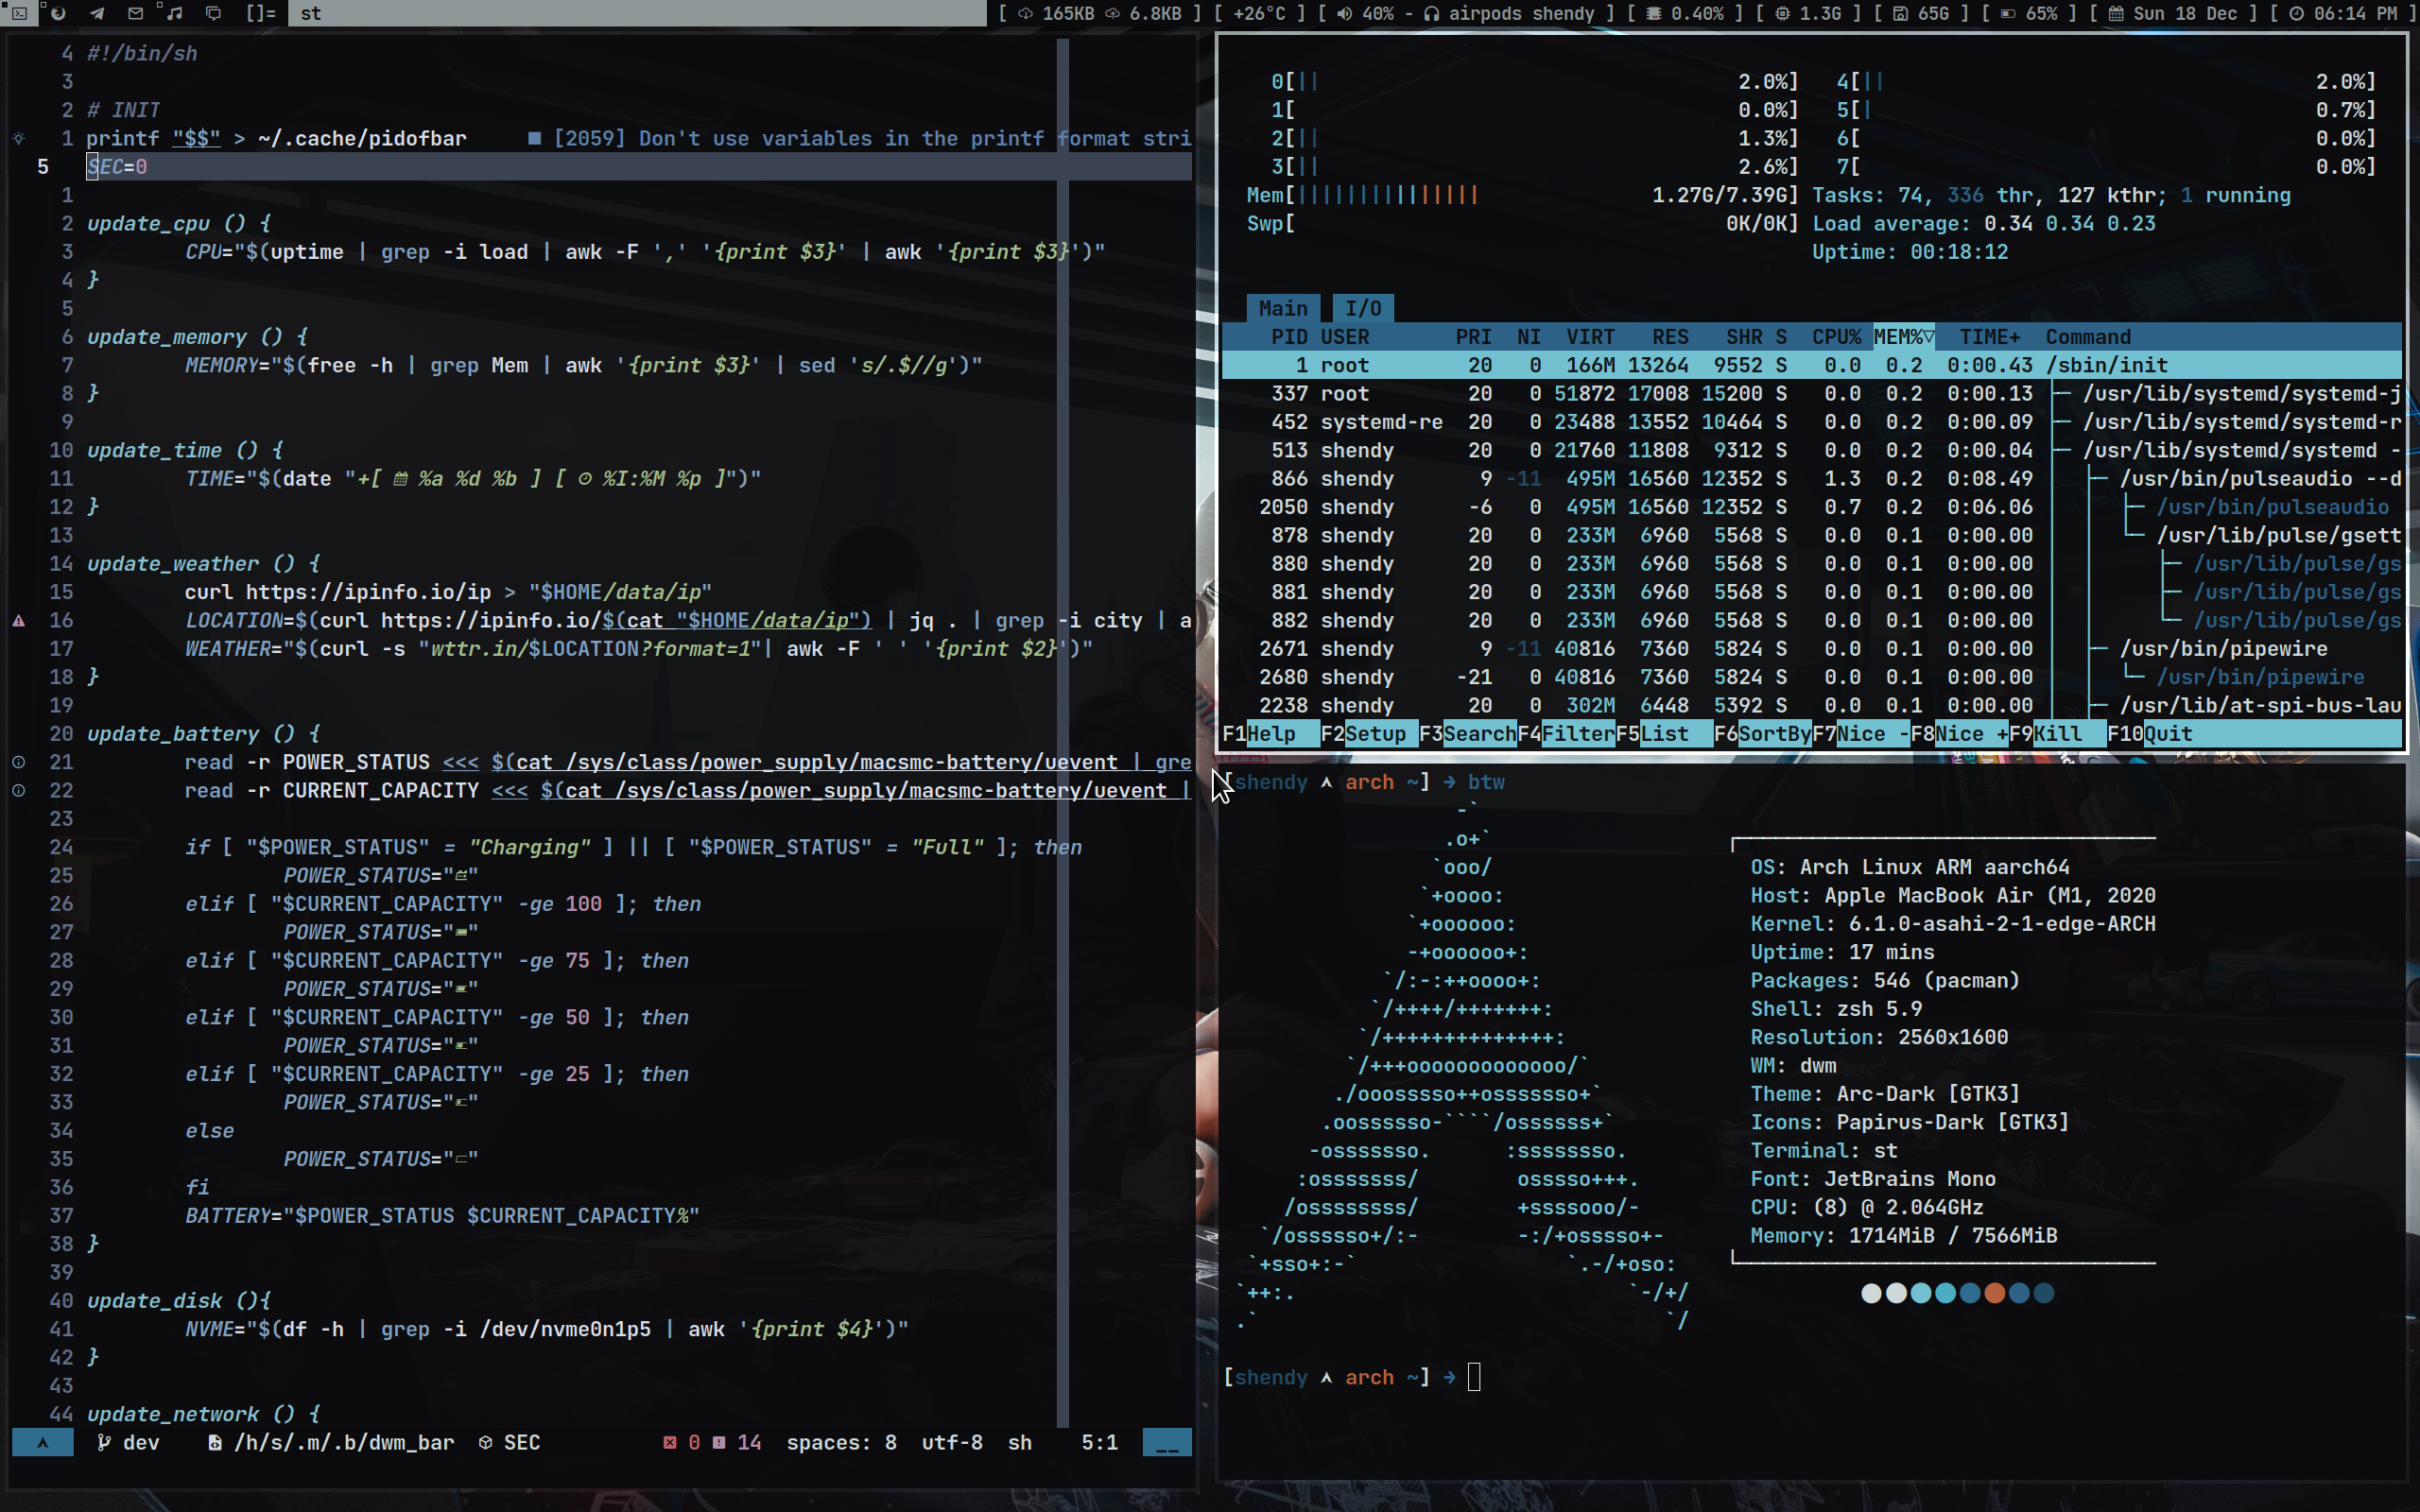 []= st [ 165KB 6.8KB ] [ +26°C ] [ 40% - airpods shendy ] [ 0.40% ] [ 1.3G ] [ 65G ] [ 65% ] [ Sun 18 Dec ] [ 06:14 PM ]
4 #!/bin/sh
3
2 # INIT
1 printf "$$" > ~/.cache/pidofbar ■ [2059] Don't use variables in the printf format stri
5 SEC=0
1
2 update_cpu () {
3 CPU="$(uptime | grep -i load | awk -F ',' '{print $3}' | awk '{print $3}')"
4 }
5
6 update_memory () {
7 MEMORY="$(free -h | grep Mem | awk '{print $3}' | sed 's/.$//g')"
8 }
9
10 update_time () {
11 TIME="$(date "+[ %a %d %b ] [ %I:%M %p ]")"
12 }
13
14 update_weather () {
15 curl https://ipinfo.io/ip > "$HOME/data/ip"
16 LOCATION=$(curl https://ipinfo.io/$(cat "$HOME/data/ip") | jq . | grep -i city | a
17 WEATHER="$(curl -s "wttr.in/$LOCATION?format=1"| awk -F ' ' '{print $2}')"
18 }
19
20 update_battery () {
21 read -r POWER_STATUS <<< $(cat /sys/class/power_supply/macsmc-battery/uevent | gre
22 read -r CURRENT_CAPACITY <<< $(cat /sys/class/power_supply/macsmc-battery/uevent |
23
24 if [ "$POWER_STATUS" = "Charging" ] || [ "$POWER_STATUS" = "Full" ]; then
25 POWER_STATUS=""
26 elif [ "$CURRENT_CAPACITY" -ge 100 ]; then
27 POWER_STATUS=""
28 elif [ "$CURRENT_CAPACITY" -ge 75 ]; then
29 POWER_STATUS=""
30 elif [ "$CURRENT_CAPACITY" -ge 50 ]; then
31 POWER_STATUS=""
32 elif [ "$CURRENT_CAPACITY" -ge 25 ]; then
33 POWER_STATUS=""
34 else
35 POWER_STATUS=""
36 fi
37 BATTERY="$POWER_STATUS $CURRENT_CAPACITY%"
38 }
39
40 update_disk (){
41 NVME="$(df -h | grep -i /dev/nvme0n1p5 | awk '{print $4}')"
42 }
43
44 update_network () {
dev /h/s/.m/.b/dwm_bar SEC 0 14 spaces: 8 utf-8 sh 5:1 __
0[|| 2.0%] 4[|| 2.0%]
1[ 0.0%] 5[| 0.7%]
2[|| 1.3%] 6[ 0.0%]
3[|| 2.6%] 7[ 0.0%]
Mem[||||||||||||||| 1.27G/7.39G] Tasks: 74, 336 thr, 127 kthr; 1 running
Swp[ 0K/0K] Load average: 0.34 0.34 0.23
Uptime: 00:18:12
Main I/O
PID USER PRI NI VIRT RES SHR S CPU% MEM%▽ TIME+ Command
1 root 20 0 166M 13264 9552 S 0.0 0.2 0:00.43 /sbin/init
337 root 20 0 51872 17008 15200 S 0.0 0.2 0:00.13 ├─ /usr/lib/systemd/systemd-j
452 systemd-re 20 0 23488 13552 10464 S 0.0 0.2 0:00.09 ├─ /usr/lib/systemd/systemd-r
513 shendy 20 0 21760 11808 9312 S 0.0 0.2 0:00.04 ├─ /usr/lib/systemd/systemd -
866 shendy 9 -11 495M 16560 12352 S 1.3 0.2 0:08.49 │ ├─ /usr/bin/pulseaudio --d
2050 shendy -6 0 495M 16560 12352 S 0.7 0.2 0:06.06 │ │ ├─ /usr/bin/pulseaudio
878 shendy 20 0 233M 6960 5568 S 0.0 0.1 0:00.00 │ │ └─ /usr/lib/pulse/gsett
880 shendy 20 0 233M 6960 5568 S 0.0 0.1 0:00.00 │ │ ├─ /usr/lib/pulse/gs
881 shendy 20 0 233M 6960 5568 S 0.0 0.1 0:00.00 │ │ ├─ /usr/lib/pulse/gs
882 shendy 20 0 233M 6960 5568 S 0.0 0.1 0:00.00 │ │ └─ /usr/lib/pulse/gs
2671 shendy 9 -11 40816 7360 5824 S 0.0 0.1 0:00.00 │ ├─ /usr/bin/pipewire
2680 shendy -21 0 40816 7360 5824 S 0.0 0.1 0:00.00 │ │ └─ /usr/bin/pipewire
2238 shendy 20 0 302M 6448 5392 S 0.0 0.1 0:00.00 │ ├─ /usr/lib/at-spi-bus-lau
F1Help F2Setup F3SearchF4FilterF5List F6SortByF7Nice -F8Nice +F9Kill F10Quit
[shendy arch ~] ➜ btw
-`
.o+`
`ooo/ OS: Arch Linux ARM aarch64
`+oooo: Host: Apple MacBook Air (M1, 2020
`+oooooo: Kernel: 6.1.0-asahi-2-1-edge-ARCH
-+oooooo+: Uptime: 17 mins
`/:-:++oooo+: Packages: 546 (pacman)
`/++++/+++++++: Shell: zsh 5.9
`/++++++++++++++: Resolution: 2560x1600
`/+++ooooooooooooo/` WM: dwm
./ooosssso++osssssso+` Theme: Arc-Dark [GTK3]
.oossssso-````/ossssss+` Icons: Papirus-Dark [GTK3]
-osssssso. :ssssssso. Terminal: st
:osssssss/ osssso+++. Font: JetBrains Mono
/ossssssss/ +ssssooo/- CPU: (8) @ 2.064GHz
`/ossssso+/:- -:/+osssso+- Memory: 1714MiB / 7566MiB
`+sso+:-` `.-/+oso:
`++:. `-/+/
.` `/
[shendy arch ~] ➜